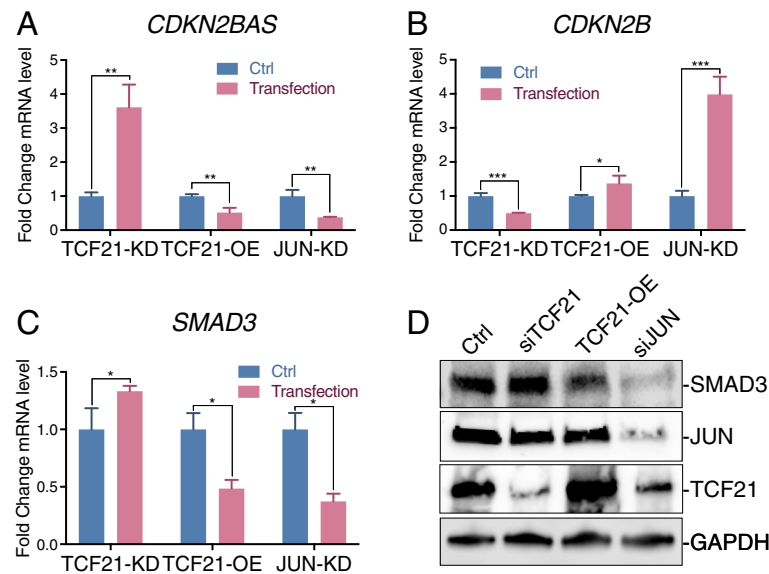 A
CDKN2BAS
Fold Change mRNA level
5
4
3
2
1
0
Ctrl
Transfection
**
**
**
TCF21-KD TCF21-OE JUN-KD
B
CDKN2B
Fold Change mRNA level
5
4
3
2
1
0
Ctrl
Transfection
***
*
***
TCF21-KD TCF21-OE JUN-KD
C
SMAD3
Fold Change mRNA level
1.5
1.0
0.5
0.0
Ctrl
Transfection
*
*
*
TCF21-KD TCF21-OE JUN-KD
D
Ctrl
siTCF21
TCF21-OE
siJUN
-SMAD3
-JUN
-TCF21
-GAPDH